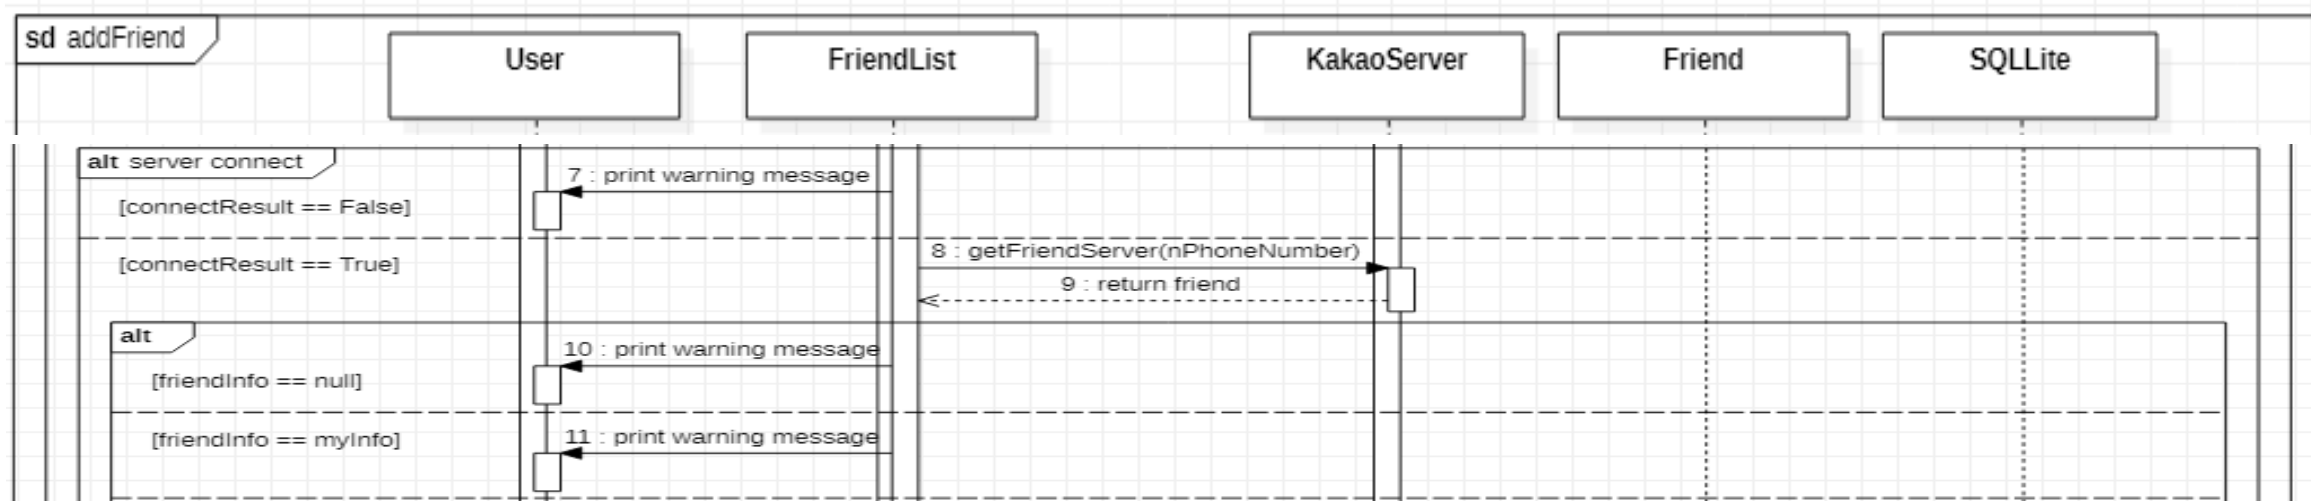 sd addFriend
User
FriendList
KakaoServer
Friend
SQLLite
alt server connect
7 : print warning message
[connectResult == False]
8 : getFriendServer(nPhoneNumber)
[connectResult == True]
9 : return friend
alt
10 : print warning message
[friendInfo == null]
11 : print warning message
[friendInfo == myInfo]